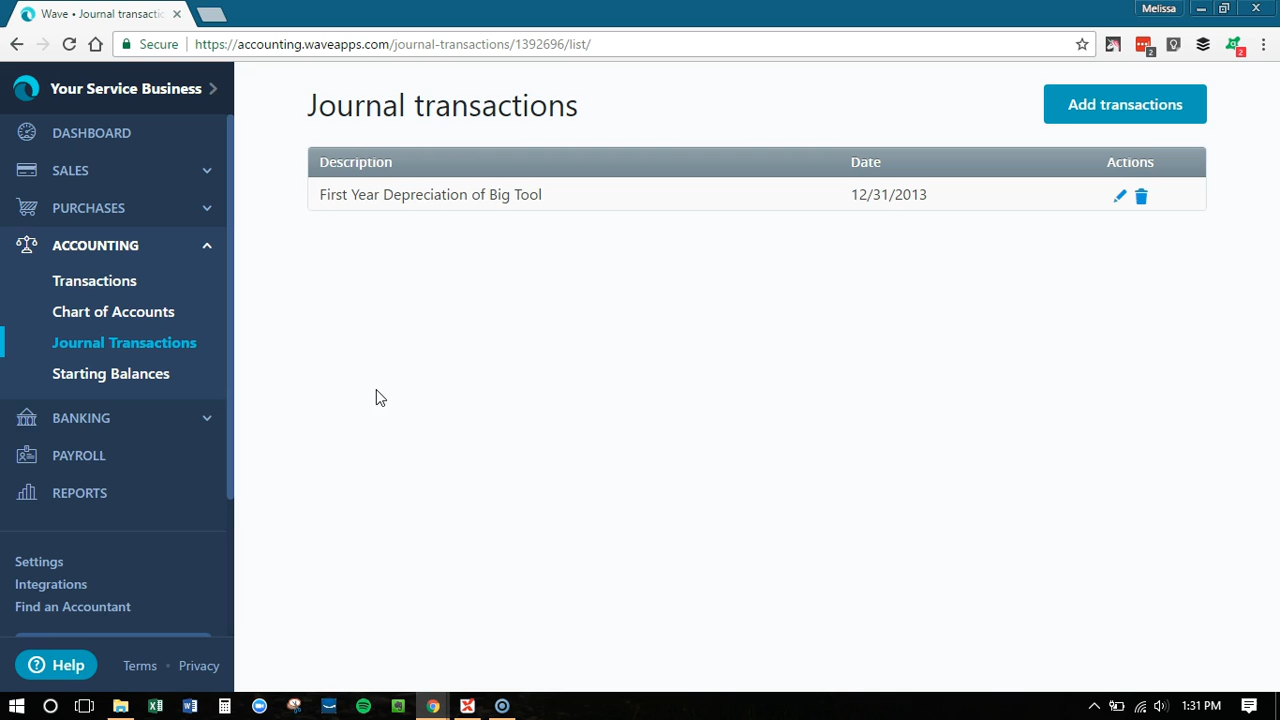 Wave • Journal transactic
Melissa
Secure
https://accounting.waveapps.com/journal-transactions/1392696/list/
2
2
Your Service Business
DASHBOARD
SALES
PURCHASES
ACCOUNTING
Transactions
Chart of Accounts
Journal Transactions
Starting Balances
BANKING
PAYROLL
REPORTS
Settings
Integrations
Find an Accountant
? Help
Terms • Privacy
Journal transactions
Add transactions
Description Date Actions
First Year Depreciation of Big Tool 12/31/2013
1:31 PM